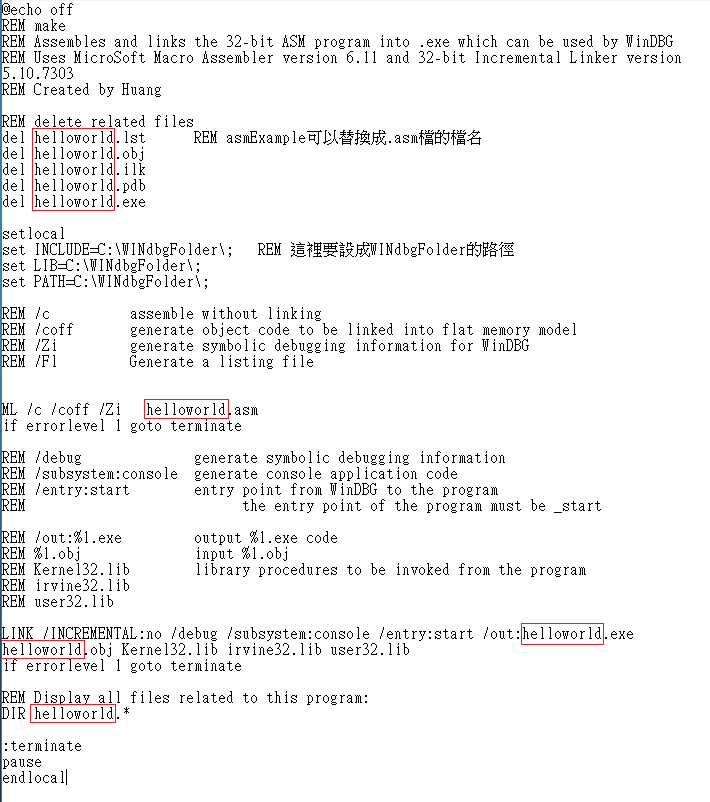 @echo off
REM make
REM Assembles and links the 32-bit ASM program into .exe which can be used by WinDBG
REM Uses MicroSoft Macro Assembler version 6.11 and 32-bit Incremental Linker version
5.10.7303
REM Created by Huang

REM delete related files
del helloworld.lst      REM asmExample可以替換成.asm檔的檔名
del helloworld.obj
del helloworld.ilk
del helloworld.pdb
del helloworld.exe

setlocal
set INCLUDE=C:\WINdbgFolder\;   REM 這裡要設成WINdbgFolder的路徑
set LIB=C:\WINdbgFolder\;
set PATH=C:\WINdbgFolder\;

REM /c          assemble without linking
REM /coff       generate object code to be linked into flat memory model
REM /Zi         generate symbolic debugging information for WinDBG
REM /Fl         Generate a listing file

ML /c /coff /Zi   helloworld.asm
if errorlevel 1 goto terminate

REM /debug              generate symbolic debugging information
REM /subsystem:console  generate console application code
REM /entry:start        entry point from WinDBG to the program
REM                           the entry point of the program must be _start

REM /out:%1.exe         output %1.exe code
REM %1.obj              input %1.obj
REM Kernel32.lib        library procedures to be invoked from the program
REM irvine32.lib
REM user32.lib

LINK /INCREMENTAL:no /debug /subsystem:console /entry:start /out:helloworld.exe
helloworld.obj Kernel32.lib irvine32.lib user32.lib
if errorlevel 1 goto terminate

REM Display all files related to this program:
DIR helloworld.*

:terminate
pause
endlocal